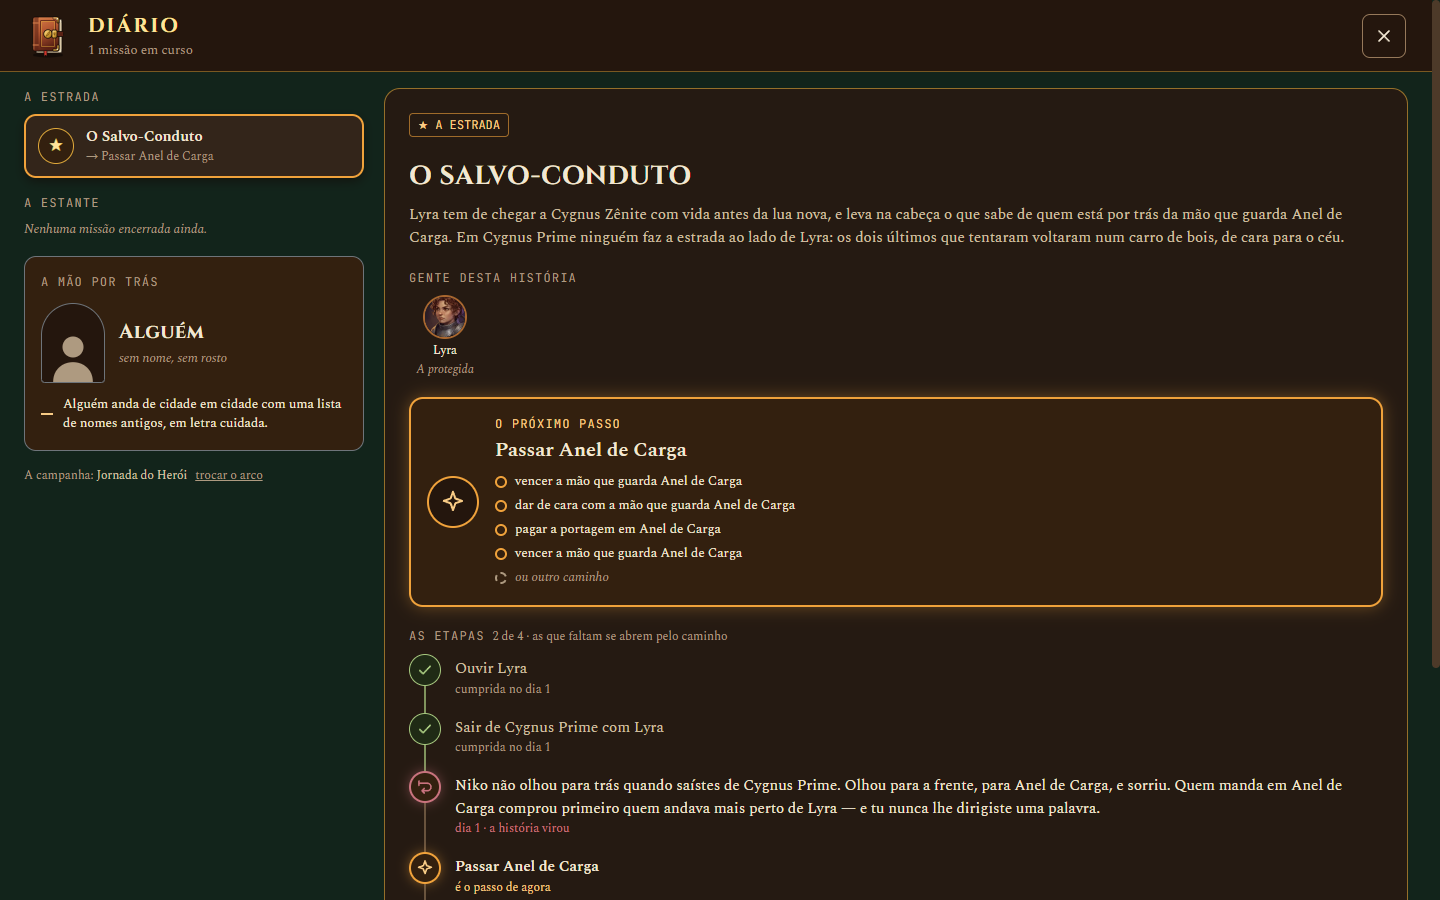 DIÁRIO
1 missão em curso
A ESTRADA
O Salvo-Conduto
→ Passar Anel de Carga
A ESTANTE
Nenhuma missão encerrada ainda.
A MÃO POR TRÁS
ALGUÉM
sem nome, sem rosto
Alguém anda de cidade em cidade com uma lista
de nomes antigos, em letra cuidada.
A campanha: Jornada do Herói trocar o arco
★ A ESTRADA
O SALVO-CONDUTO
Lyra tem de chegar a Cygnus Zênite com vida antes da lua nova, e leva na cabeça o que sabe de quem está por trás da mão que guarda Anel de
Carga. Em Cygnus Prime ninguém faz a estrada ao lado de Lyra: os dois últimos que tentaram voltaram num carro de bois, de cara para o céu.
GENTE DESTA HISTÓRIA
Lyra
A protegida
O PRÓXIMO PASSO
Passar Anel de Carga
vencer a mão que guarda Anel de Carga
dar de cara com a mão que guarda Anel de Carga
pagar a portagem em Anel de Carga
vencer a mão que guarda Anel de Carga
ou outro caminho
AS ETAPAS 2 de 4 · as que faltam se abrem pelo caminho
Ouvir Lyra
cumprida no dia 1
Sair de Cygnus Prime com Lyra
cumprida no dia 1
Niko não olhou para trás quando saístes de Cygnus Prime. Olhou para a frente, para Anel de Carga, e sorriu. Quem manda em Anel de
Carga comprou primeiro quem andava mais perto de Lyra — e tu nunca lhe dirigiste uma palavra.
dia 1 · a história virou
Passar Anel de Carga
é o passo de agora